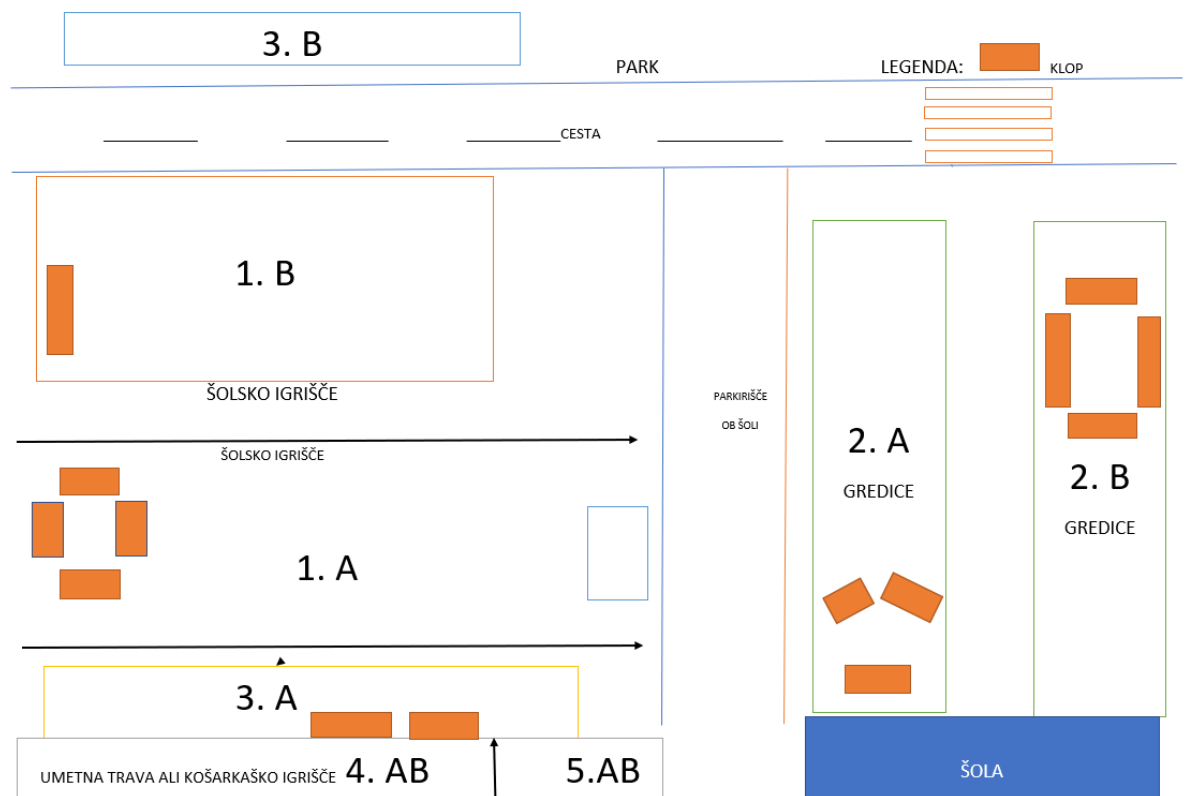 3. B
PARK
LEGENDA:
KLOP
CESTA
1. B
ŠOLSKO IGRIŠČE
ŠOLSKO IGRIŠČE
PARKIRIŠČE
OB ŠOLI
2. A
GREDICE
2. B
GREDICE
1. A
3. A
UMETNA TRAVA ALI KOŠARKAŠKO IGRIŠČE 4. AB
5.AB
ŠOLA